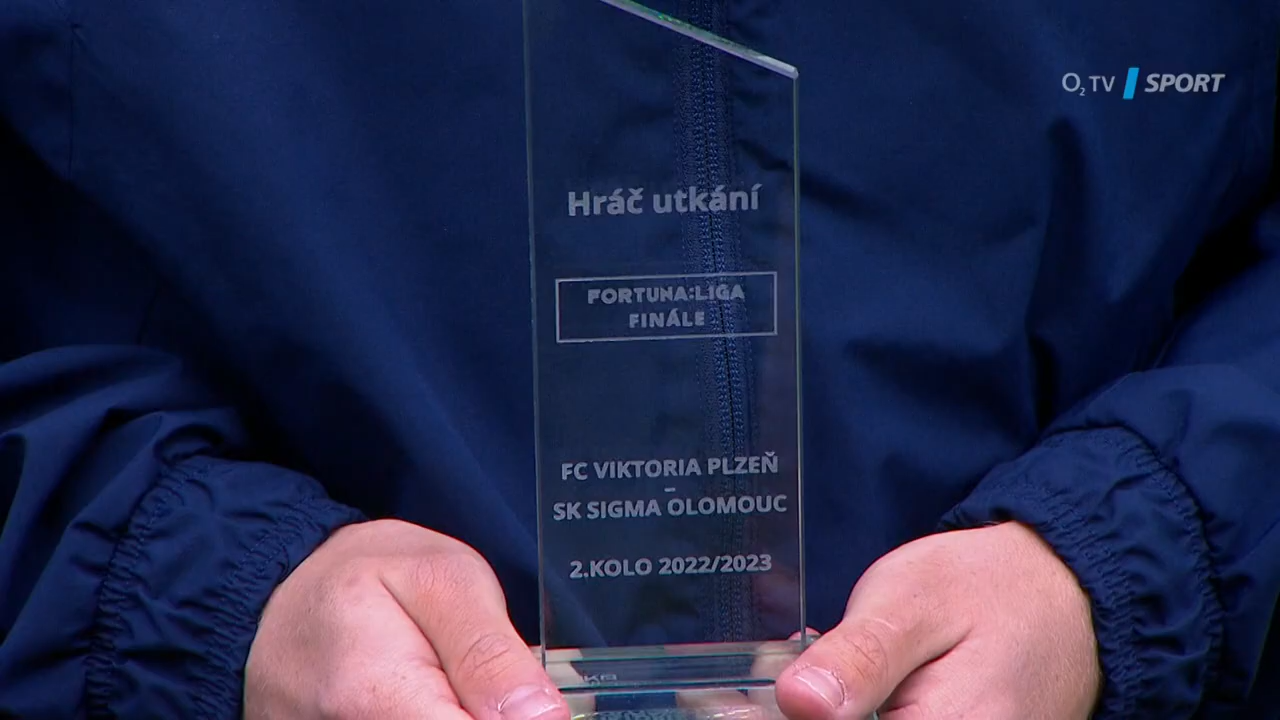 O2 TV SPORT
Hráč utkání
FORTUNA:LIGA
FINÁLE
FC VIKTORIA PLZEŇ
–
SK SIGMA OLOMOUC
2.KOLO 2022/2023